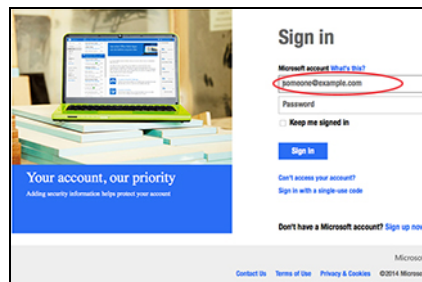 Sign in
Microsoft account What's this?
someone@example.com
Password
Keep me signed in
Sign in
Can't access your account?
Sign in with a single-use code
Your account, our priority
Adding security information helps protect your account
Don't have a Microsoft account? Sign up now
Contact Us Terms of Use Privacy & Cookies ©2014